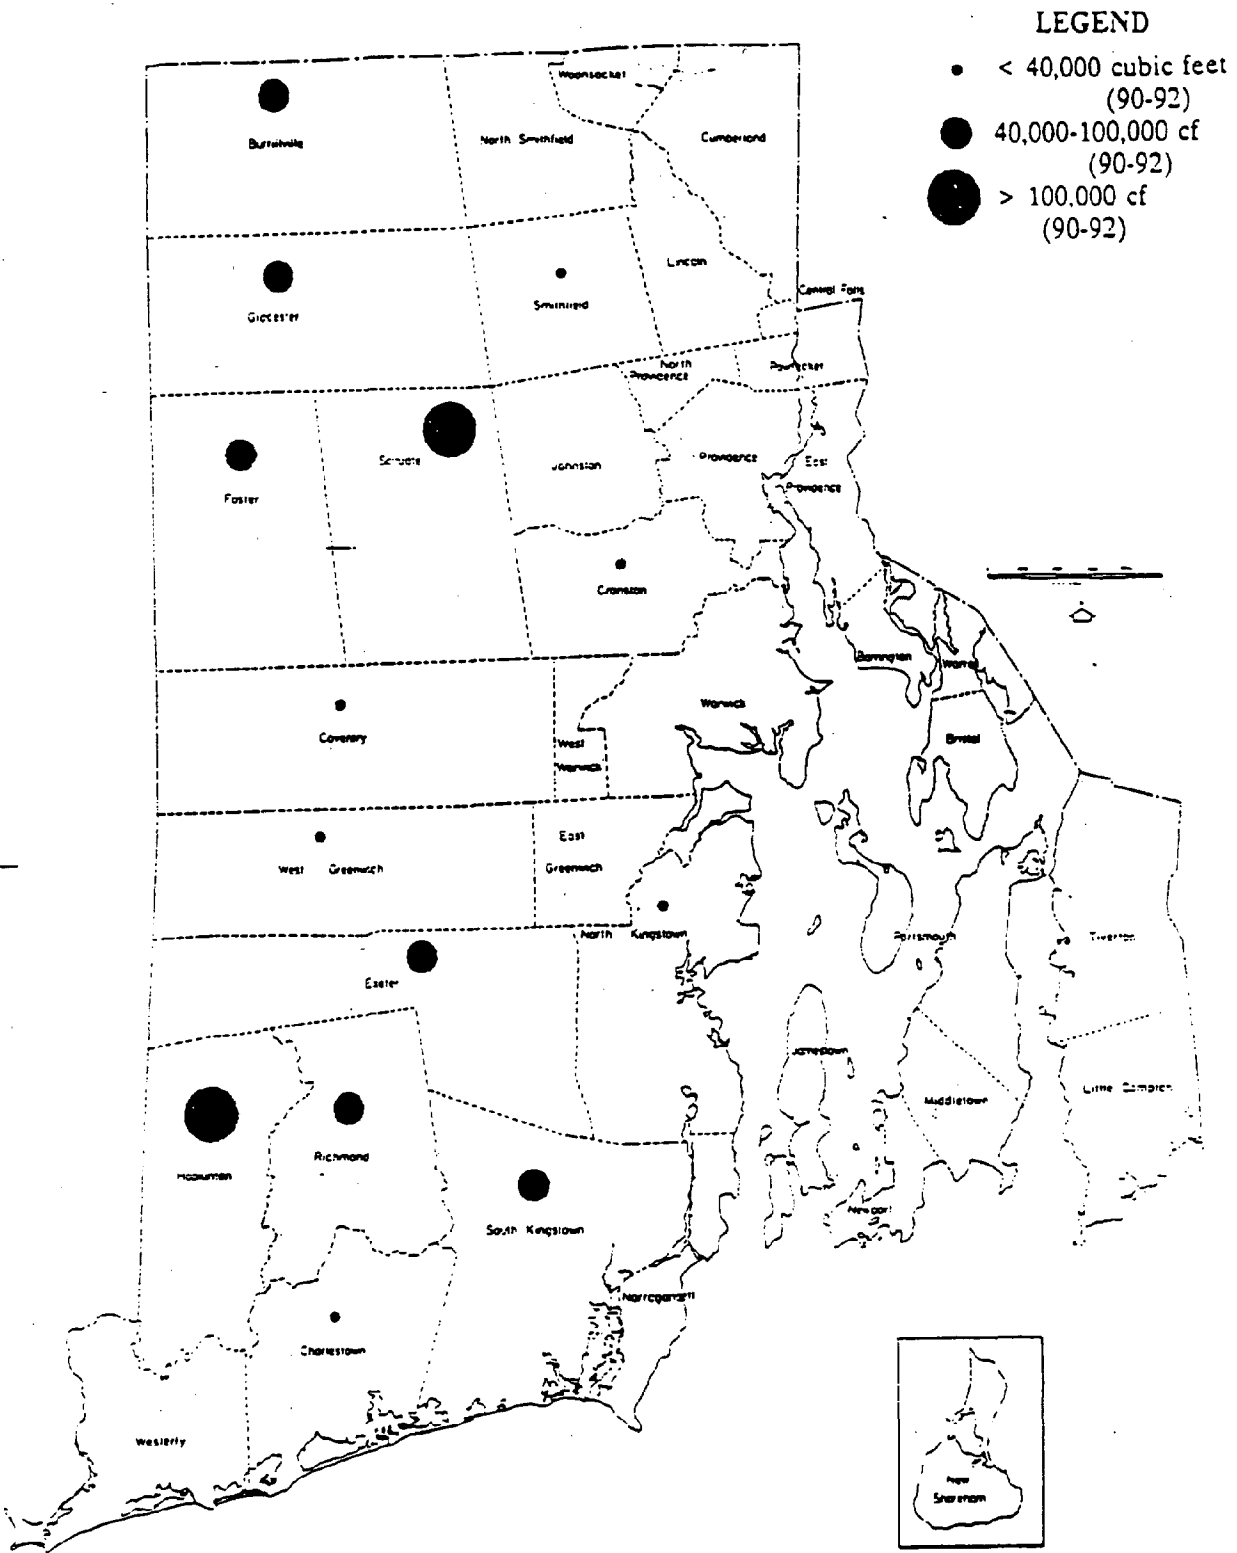 LEGEND
< 40,000 cubic feet
(90-92)
40,000-100,000 cf
(90-92)
> 100,000 cf
(90-92)
Woonsocket
Burrillville
North Smithfield
Cumberland
Lincoln
Central Falls
Glocester
Smithfield
North
Providence
Pawtucket
Scituate
Johnston
Providence
East
Providence
Foster
Cranston
Barrington
Warren
Coventry
Warwick
West
Warwick
Bristol
East
Greenwich
West Greenwich
North Kingstown
Portsmouth
Tiverton
Exeter
Jamestown
Middletown
Little Compton
Richmond
Hopkinton
South Kingstown
Newport
Narragansett
Charlestown
Westerly
New
Shoreham